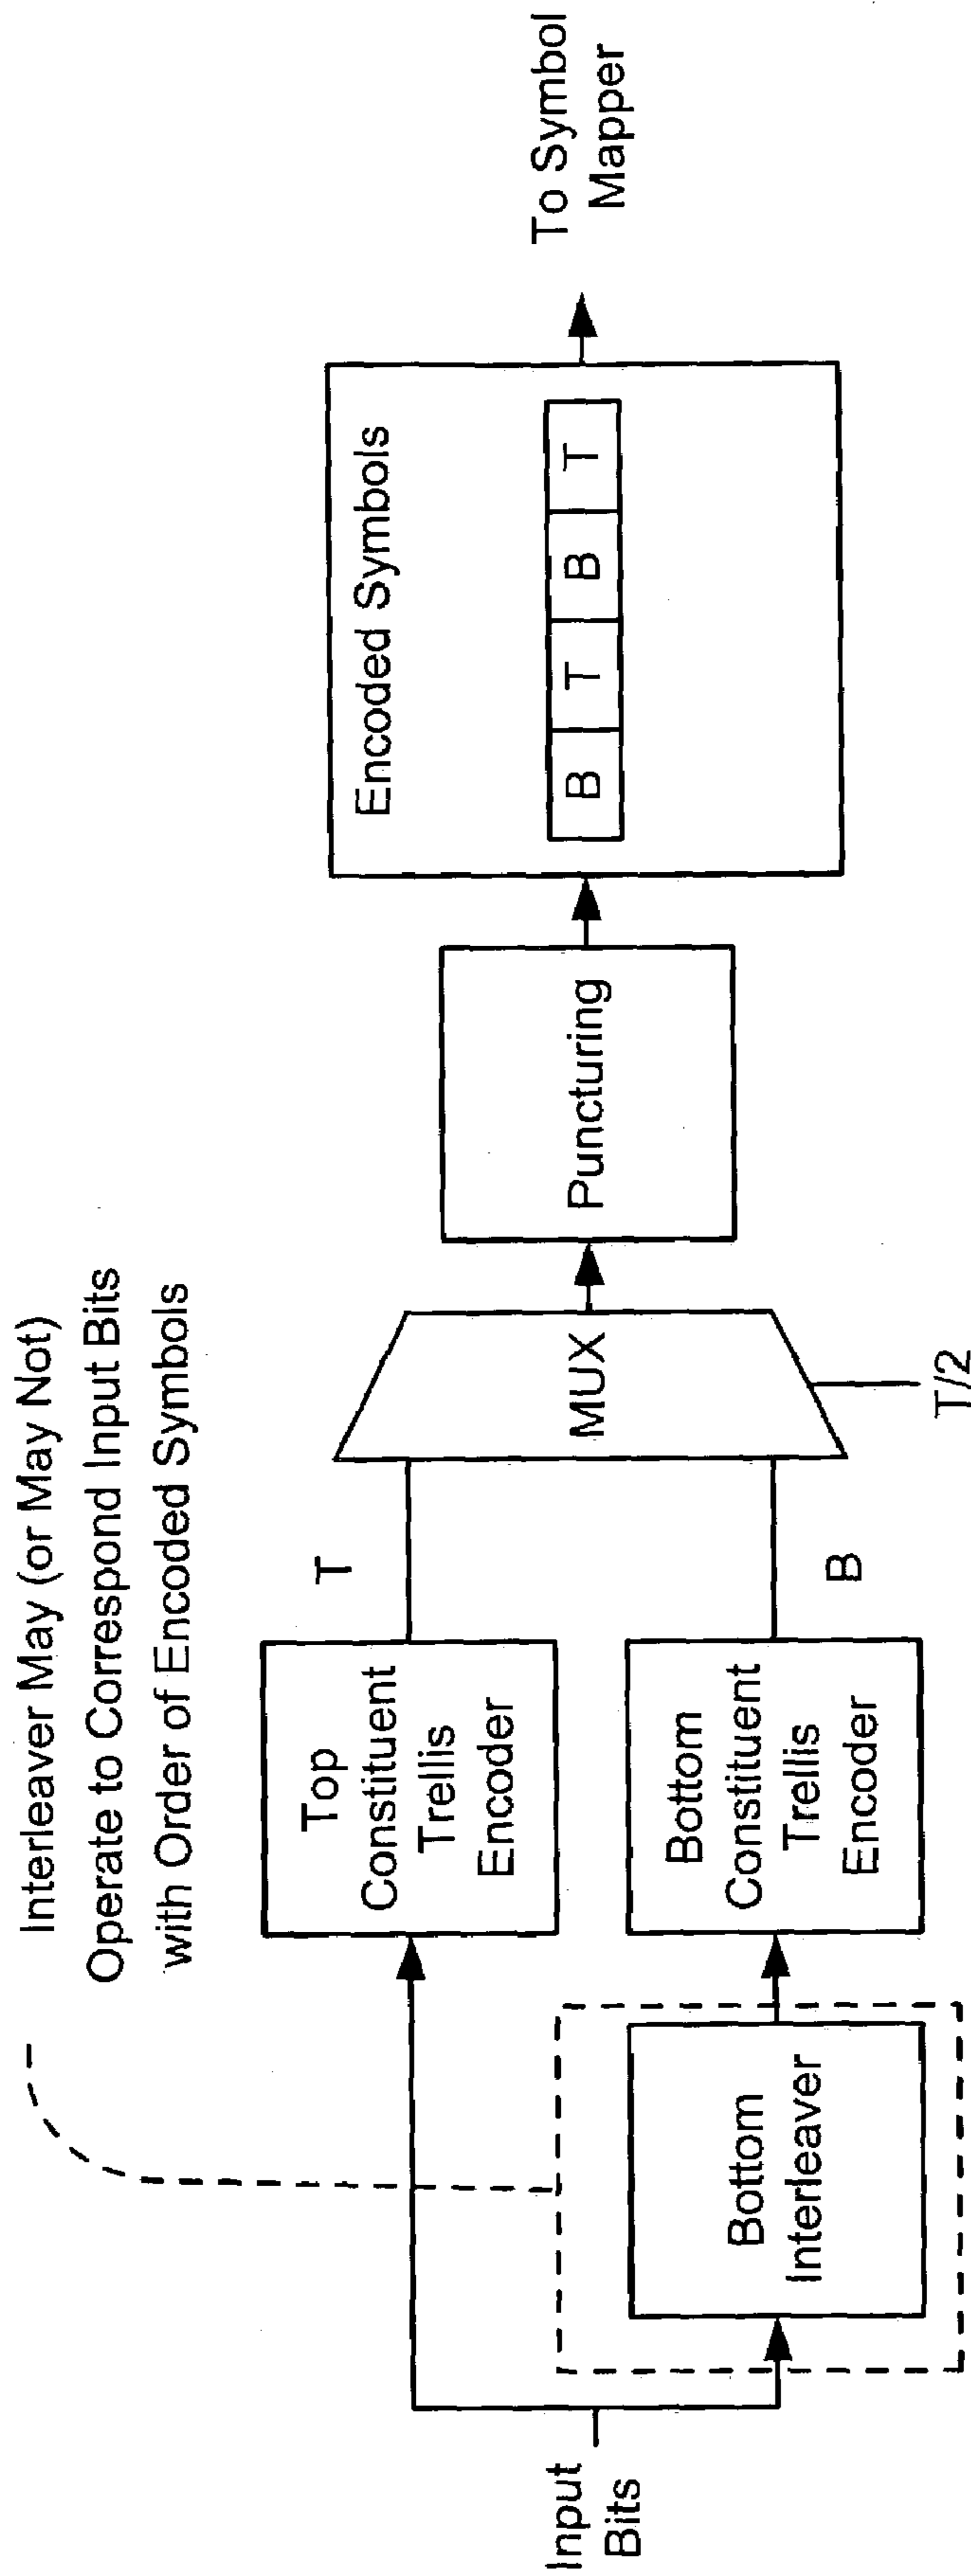 Interleaver May (or May Not)
Operate to Correspond Input Bits
with Order of Encoded Symbols
Input
Bits
Bottom
Interleaver
Top
Constituent
Trellis
Encoder
Bottom
Constituent
Trellis
Encoder
T
B
MUX
T/2
Puncturing
Encoded Symbols
B T B T
To Symbol
Mapper